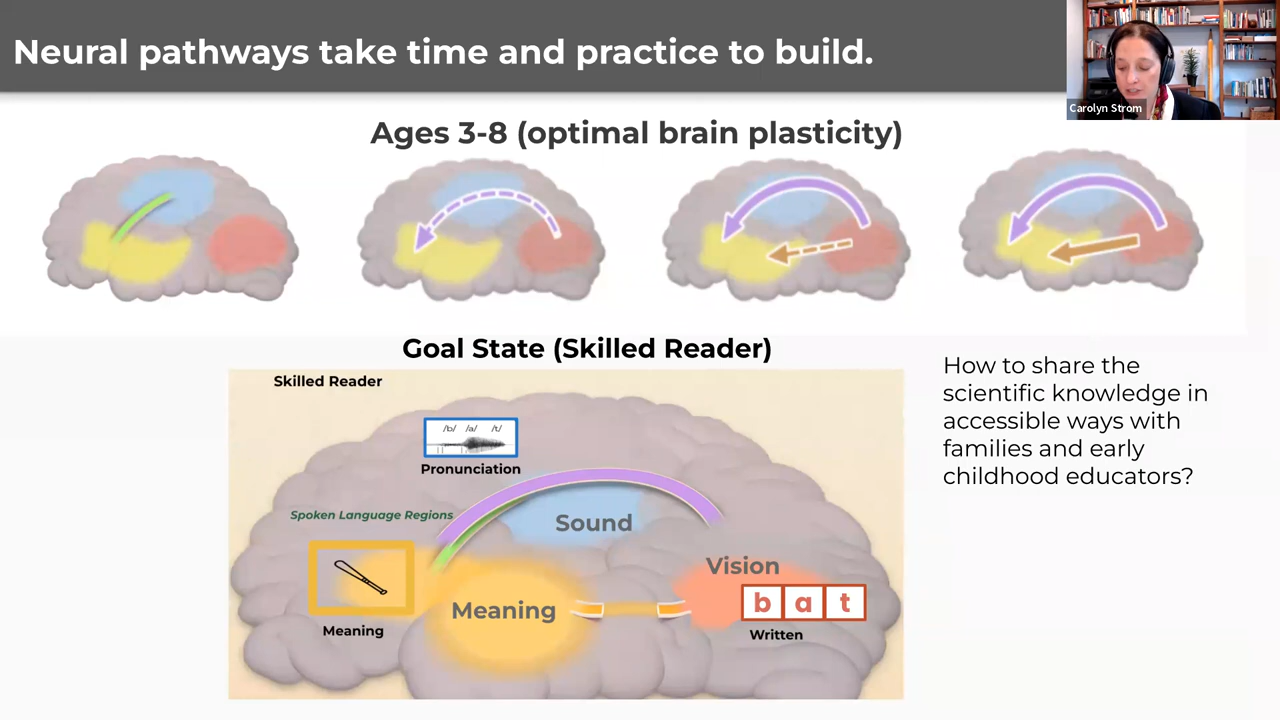 Neural pathways take time and practice to build.
Carolyn Strom
Ages 3-8 (optimal brain plasticity)
Goal State (Skilled Reader)
Skilled Reader
/b/ /a/ /t/
Pronunciation
Spoken Language Regions
Sound
Vision
b a t
Written
Meaning
Meaning
How to share the
scientific knowledge in
accessible ways with
families and early
childhood educators?